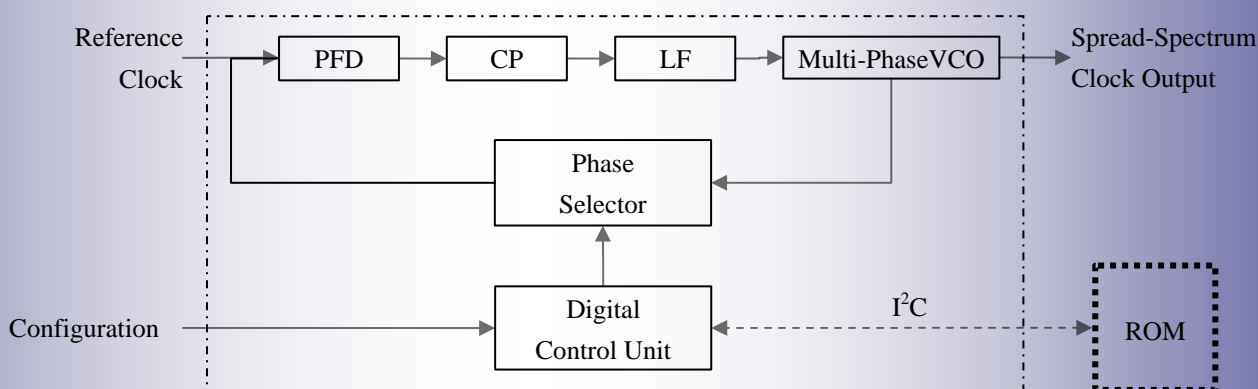 Reference
Clock
PFD
CP
LF
Multi-PhaseVCO
Spread-Spectrum
Clock Output
Phase
Selector
Configuration
Digital
Control Unit
I²C
ROM